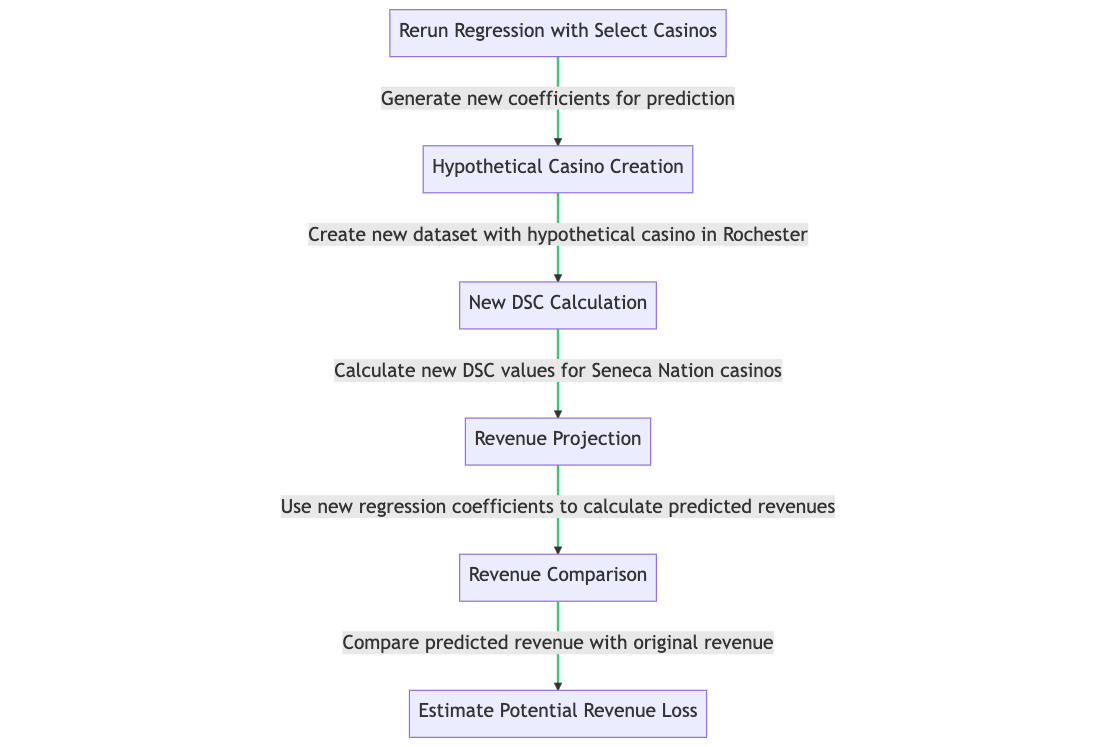 Rerun Regression with Select Casinos
Generate new coefficients for prediction
Hypothetical Casino Creation
Create new dataset with hypothetical casino in Rochester
New DSC Calculation
Calculate new DSC values for Seneca Nation casinos
Revenue Projection
Use new regression coefficients to calculate predicted revenues
Revenue Comparison
Compare predicted revenue with original revenue
Estimate Potential Revenue Loss